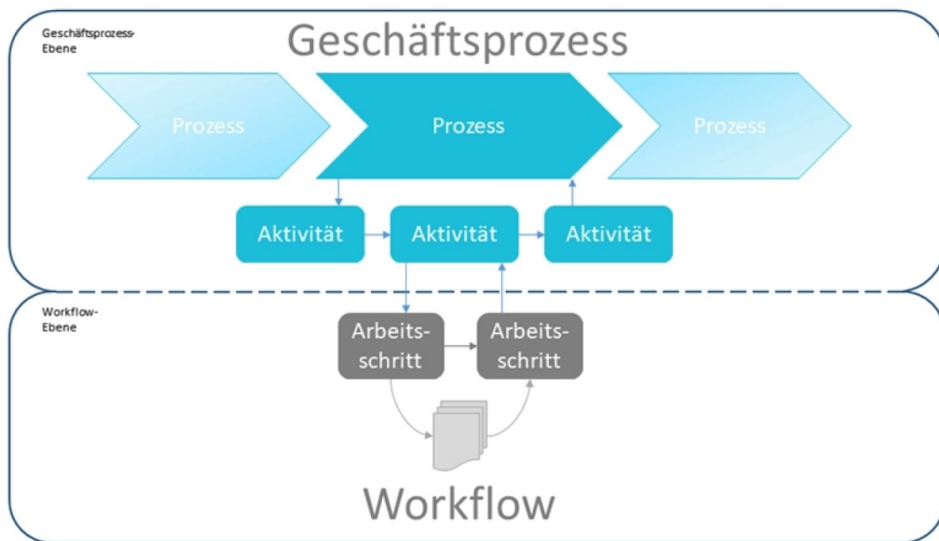 Geschäftsprozess-
Ebene
Geschäftsprozess
Prozess
Prozess
Prozess
Aktivität
Aktivität
Aktivität
Workflow-
Ebene
Arbeits-
schritt
Arbeits-
schritt
Workflow